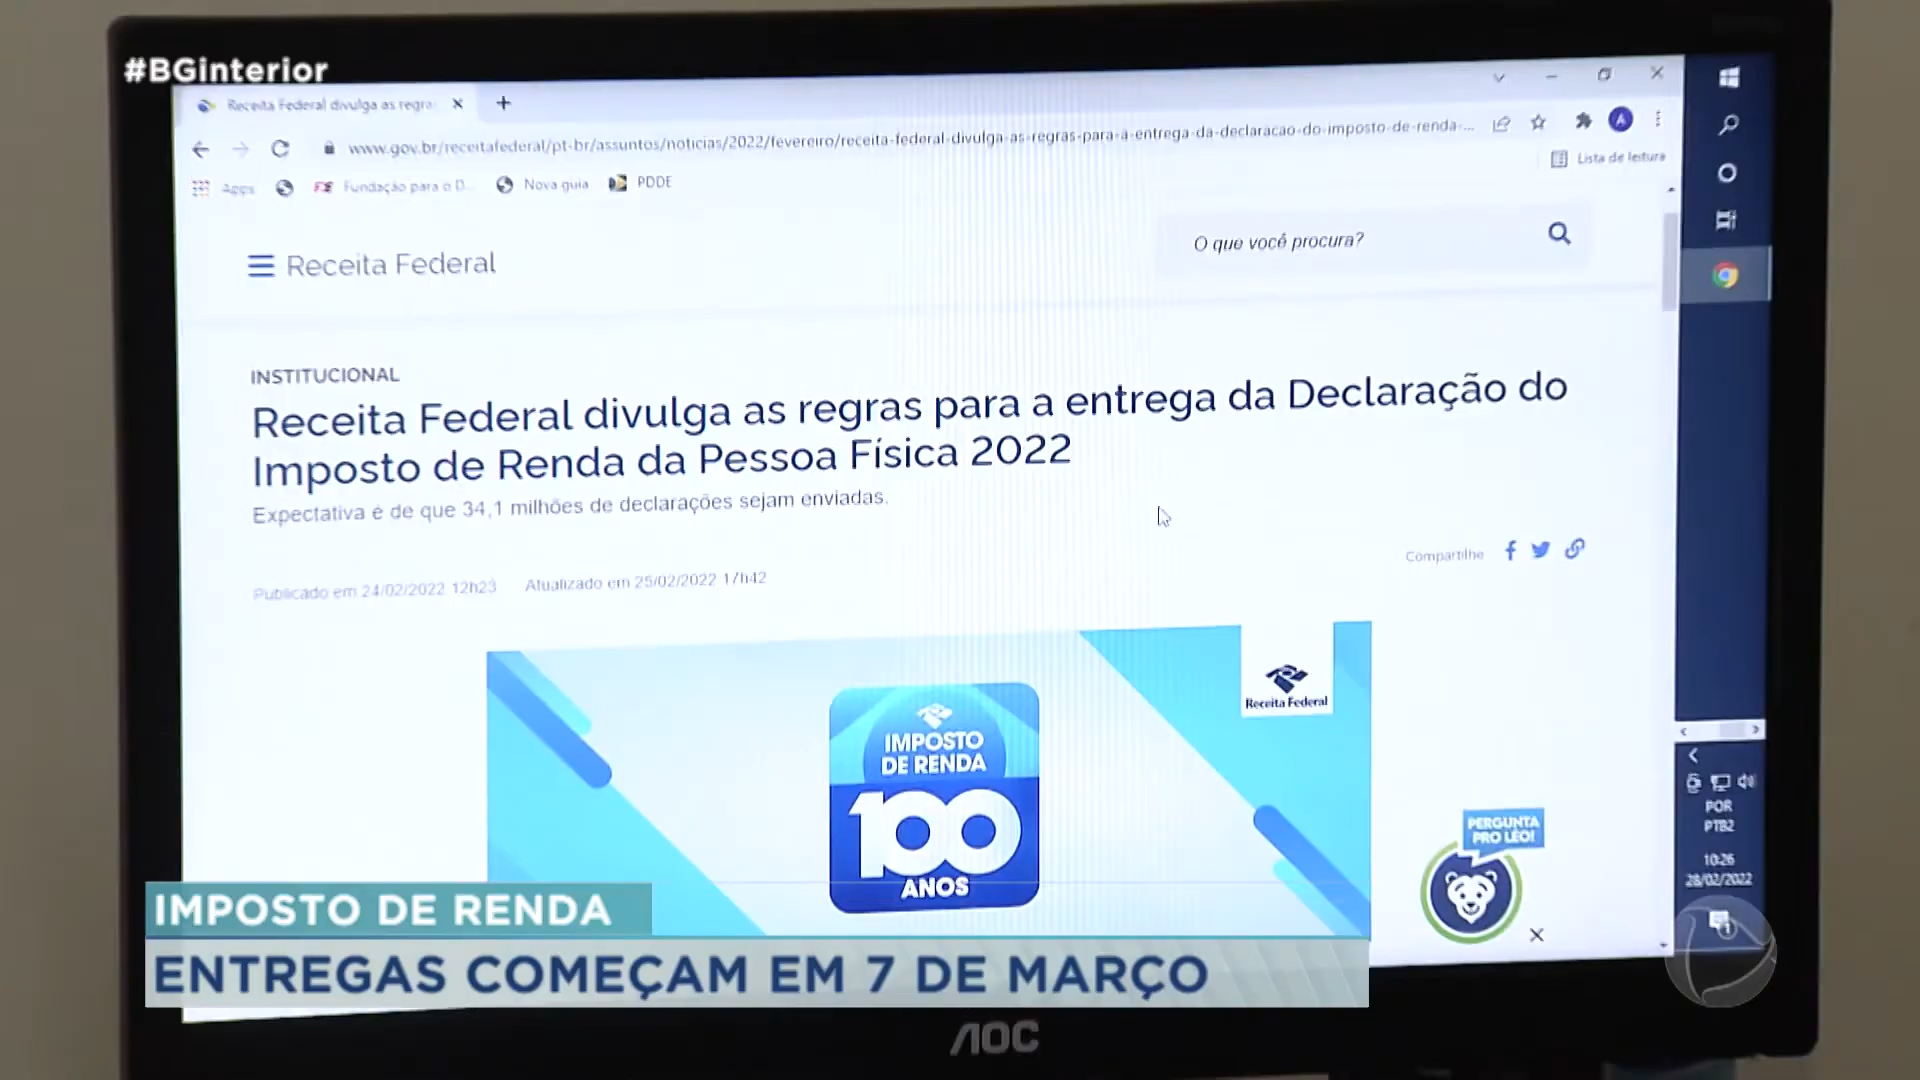 #BGinterior
Receita Federal divulga as regra
www.gov.br/receitafederal/pt-br/assuntos/noticias/2022/fevereiro/receita-federal-divulga-as-regras-para-a-entrega-da-declaracao-do-imposto-de-renda-...
A
Lista de leitura
Apps
Fundação para o D...
Nova guia
PDDE
Receita Federal
O que você procura?
INSTITUCIONAL
Receita Federal divulga as regras para a entrega da Declaração do
Imposto de Renda da Pessoa Física 2022
Expectativa é de que 34,1 milhões de declarações sejam enviadas.
Compartilhe
Publicado em 24/02/2022 12h23
Atualizado em 25/02/2022 17h42
Receita Federal
IMPOSTO
DE RENDA
100
ANOS
PERGUNTA
PRO LEO!
POR
PTB2
10:26
28/02/2022
1
IMPOSTO DE RENDA
ENTREGAS COMEÇAM EM 7 DE MARÇO
AOC